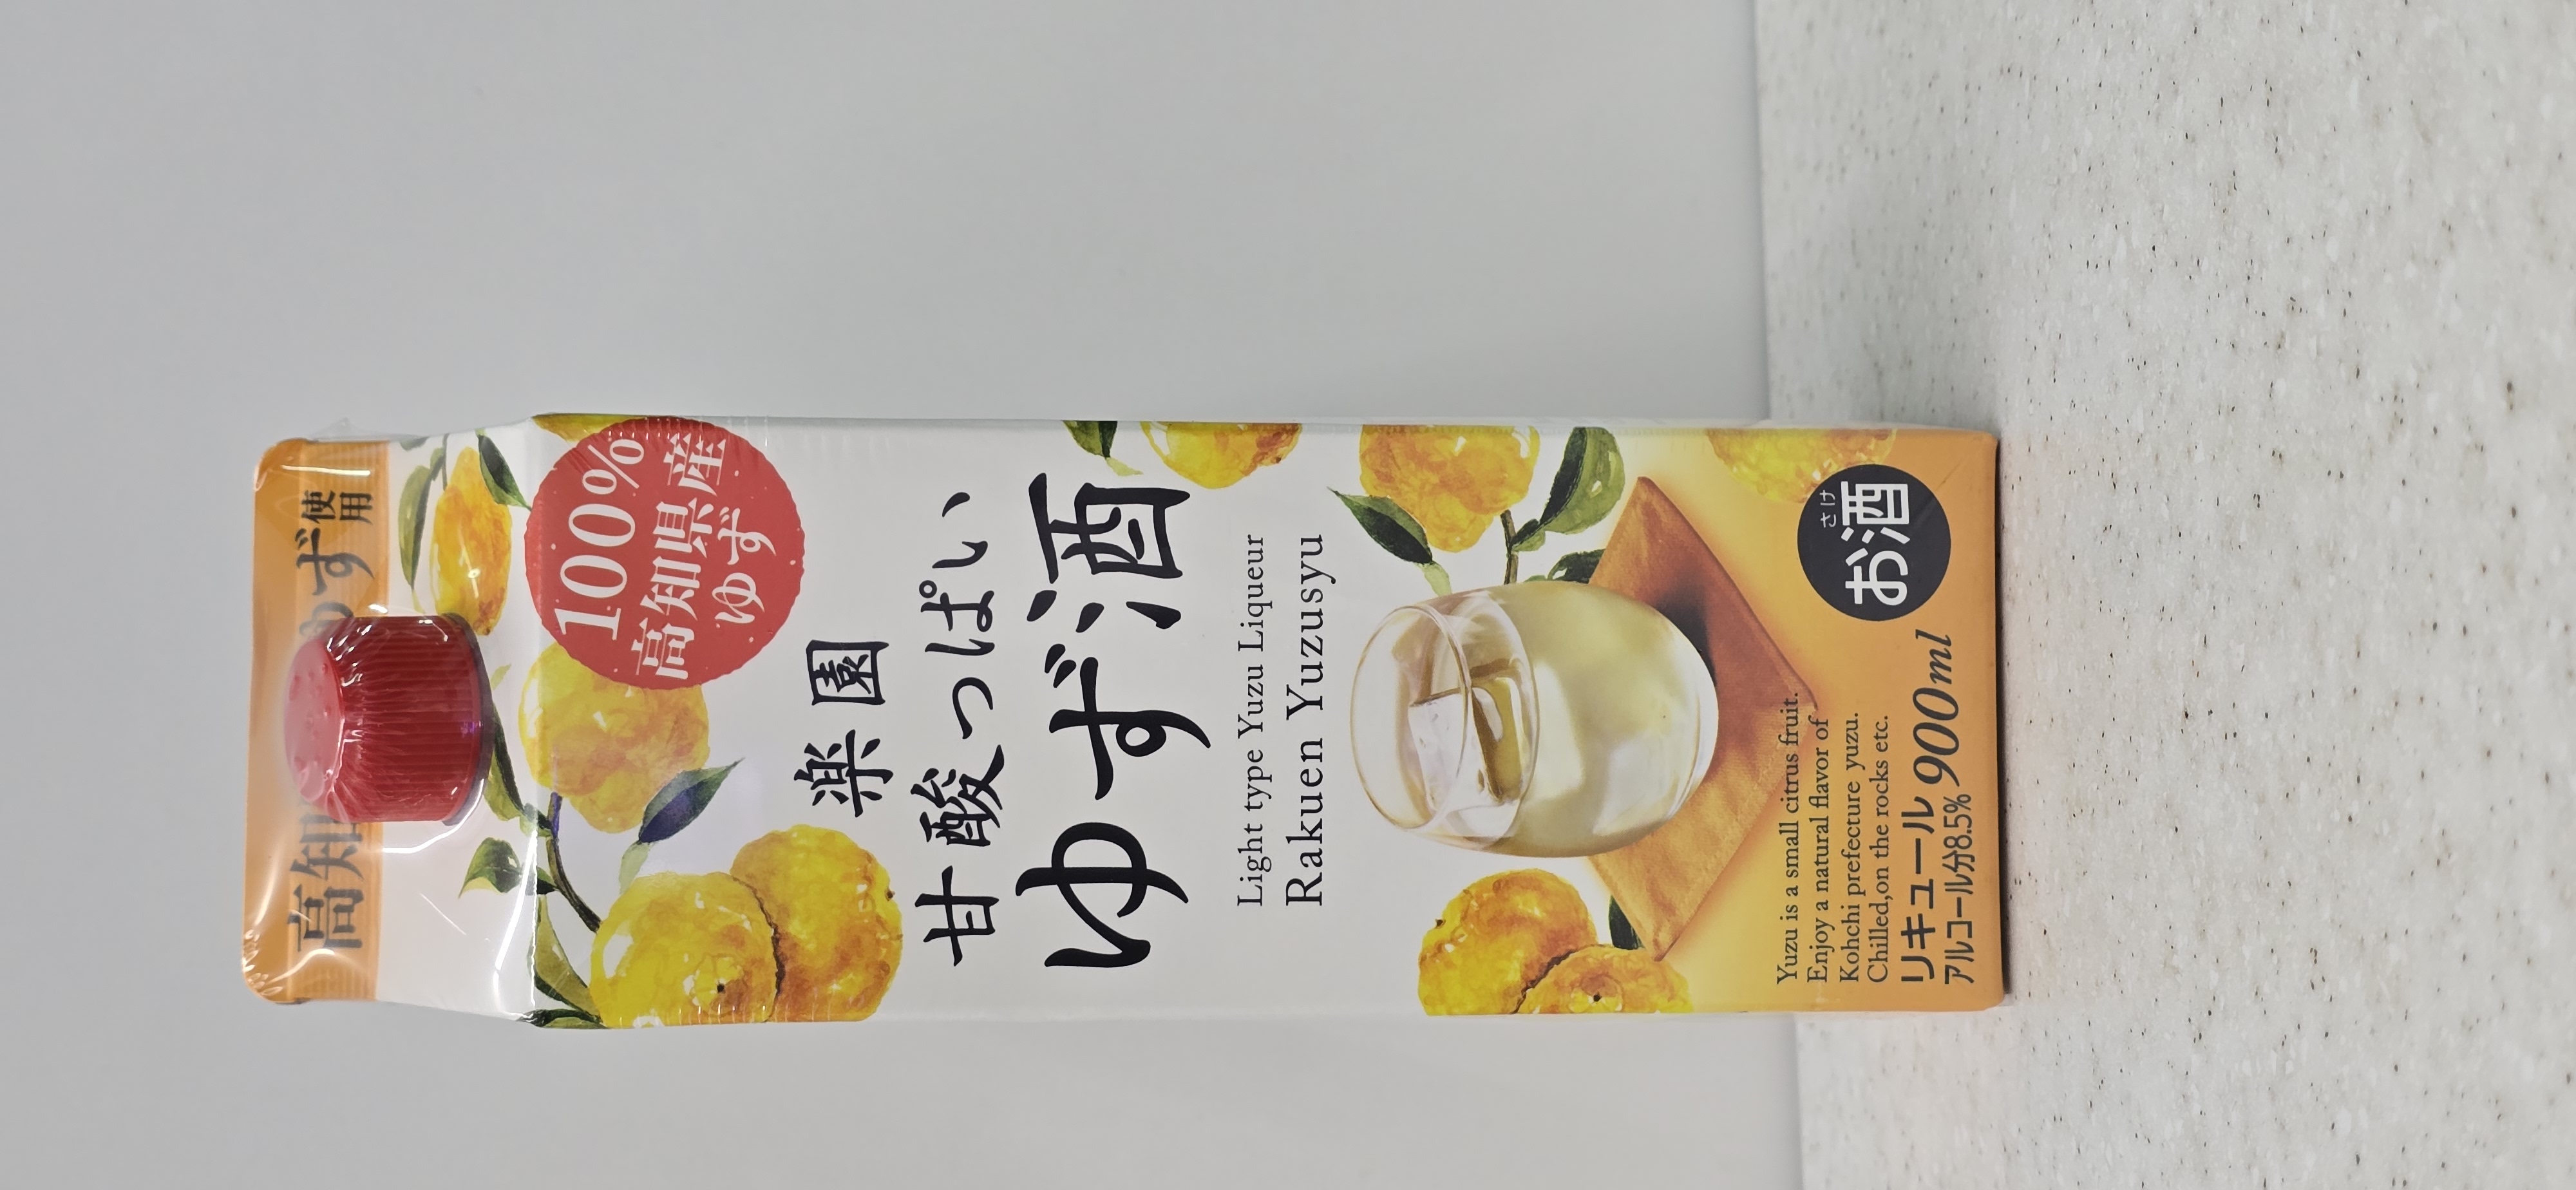 高知県産ゆず使用
100%
高知県産
ゆず
楽園
甘酸っぱい
ゆず酒
Light type Yuzu Liqueur
Rakuen Yuzusyu
Yuzu is a small citrus fruit.
Enjoy a natural flavor of
Kohchi prefecture yuzu.
Chilled,on the rocks etc.
リキュール 900ml
アルコール分8.5%
さけ
お酒